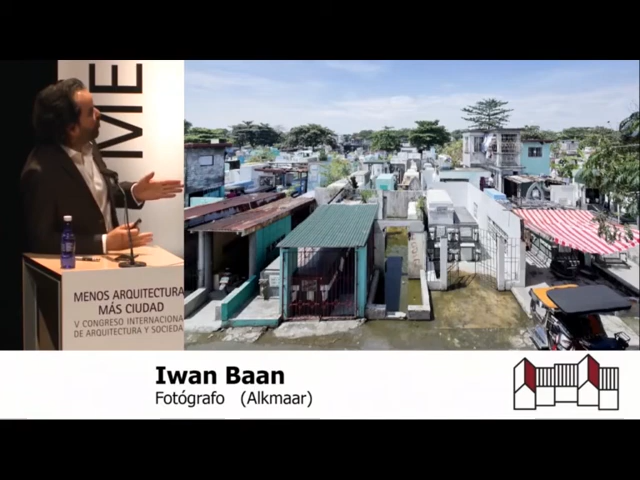 ME
MENOS ARQUITECTURA
MÁS CIUDAD
V CONGRESO INTERNACIONAL
DE ARQUITECTURA Y SOCIEDA
Iwan Baan
Fotógrafo (Alkmaar)